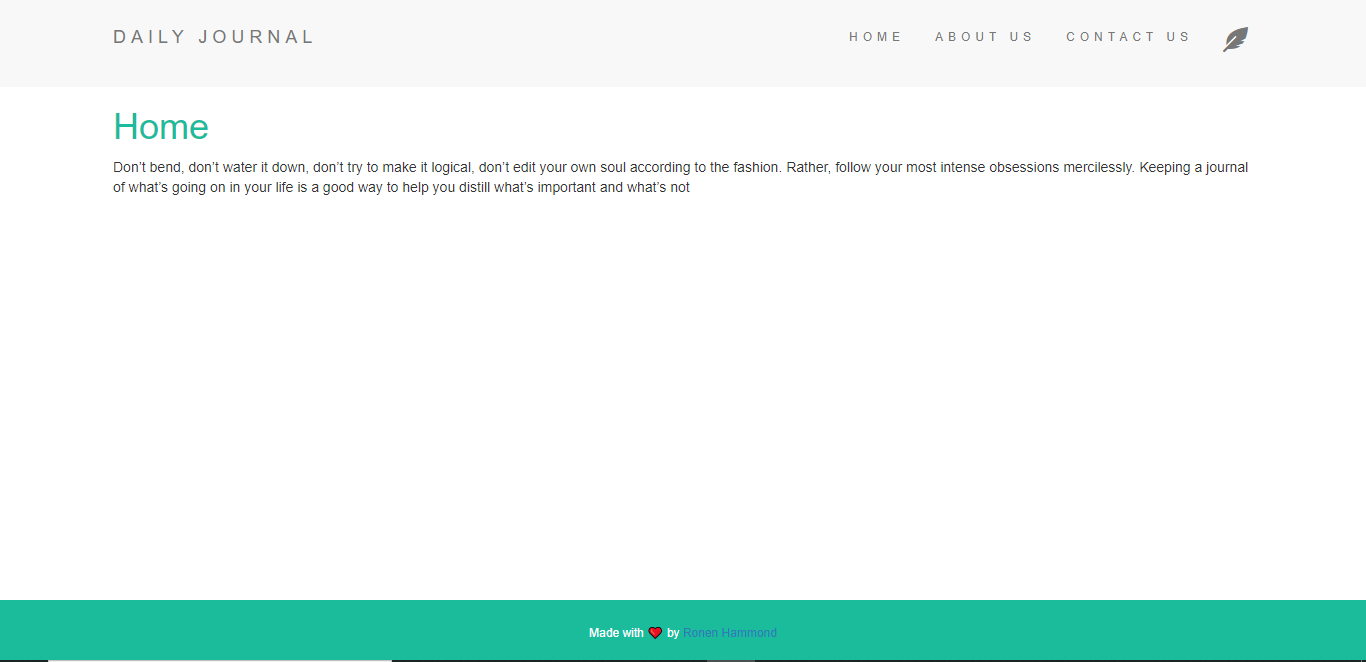 DAILY JOURNAL
HOME ABOUT US CONTACT US
Home
Don’t bend, don’t water it down, don’t try to make it logical, don’t edit your own soul according to the fashion. Rather, follow your most intense obsessions mercilessly. Keeping a journal
of what’s going on in your life is a good way to help you distill what’s important and what’s not
Made with ❤ by Ronen Hammond